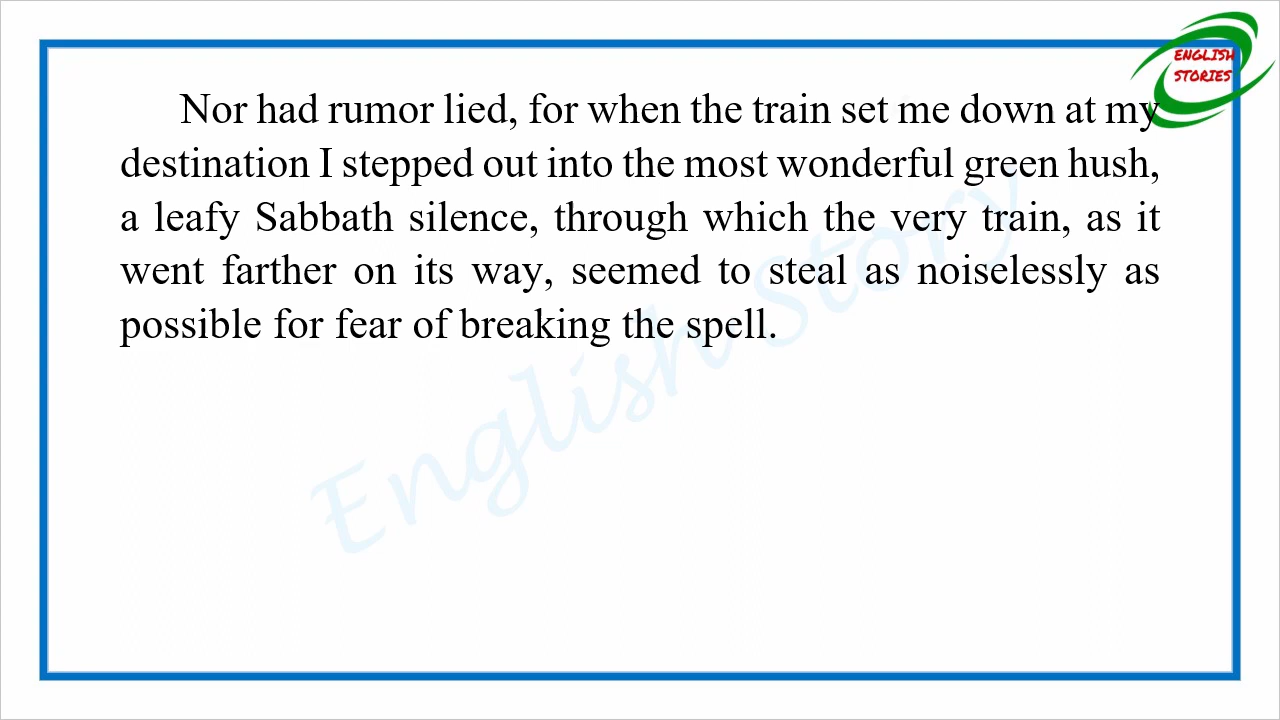 ENGLISH
STORIES
Nor had rumor lied, for when the train set me down at my
destination I stepped out into the most wonderful green hush,
a leafy Sabbath silence, through which the very train, as it
went farther on its way, seemed to steal as noiselessly as
possible for fear of breaking the spell.
English Story